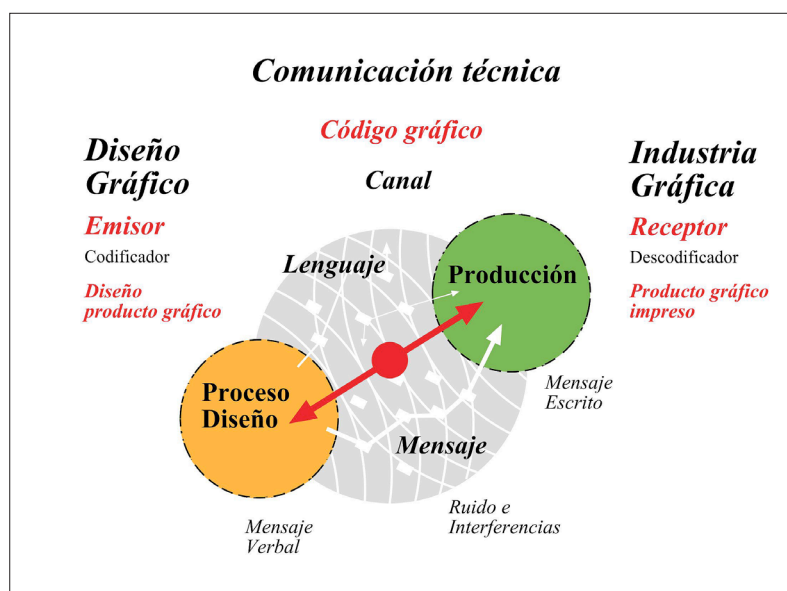 Comunicación técnica
Código gráfico
Canal
Diseño
Gráfico
Emisor
Codificador
Diseño
producto gráfico
Industria
Gráfica
Receptor
Descodificador
Producto gráfico
impreso
Lenguaje
Producción
Proceso
Diseño
Mensaje
Mensaje
Escrito
Ruido e
Interferencias
Mensaje
Verbal